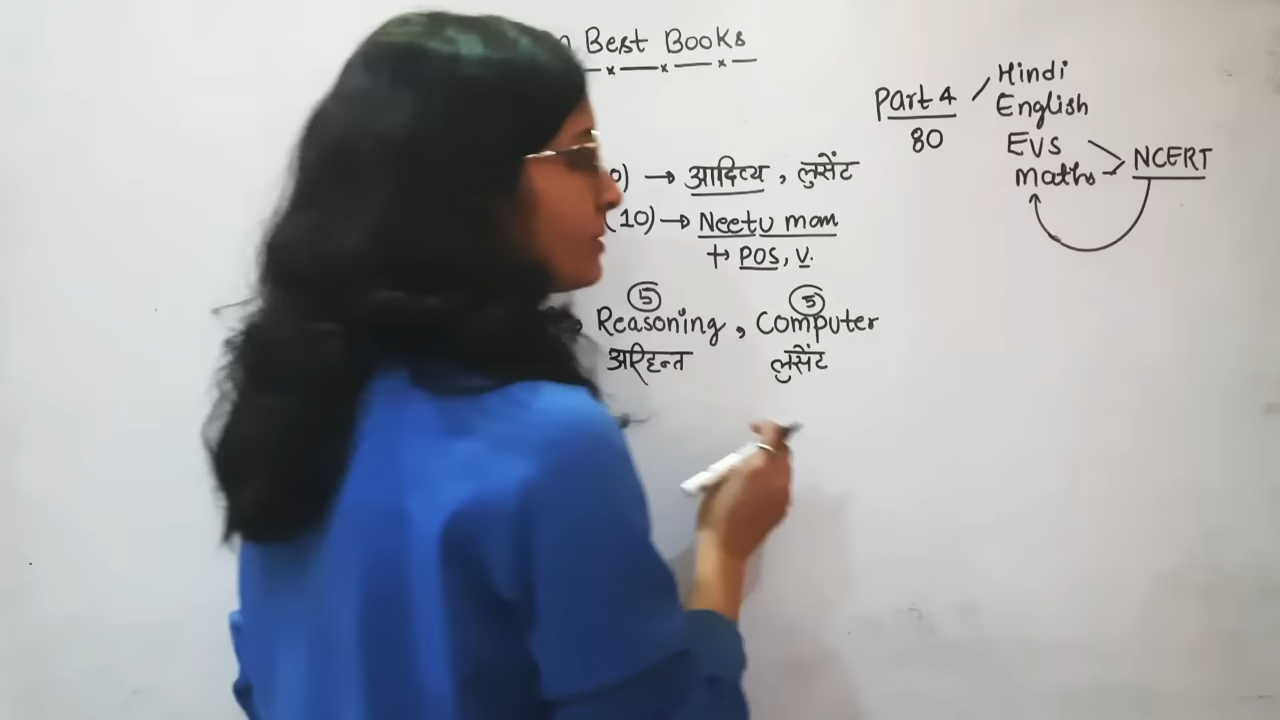 Best Books
→ आदित्य , लुसेंट
(10) → Neetu mam
+ POS, V.
5 5
Reasoning , Computer
अरिहन्त लुसेंट
Part 4 / Hindi
80 English
EVS
maths → NCERT